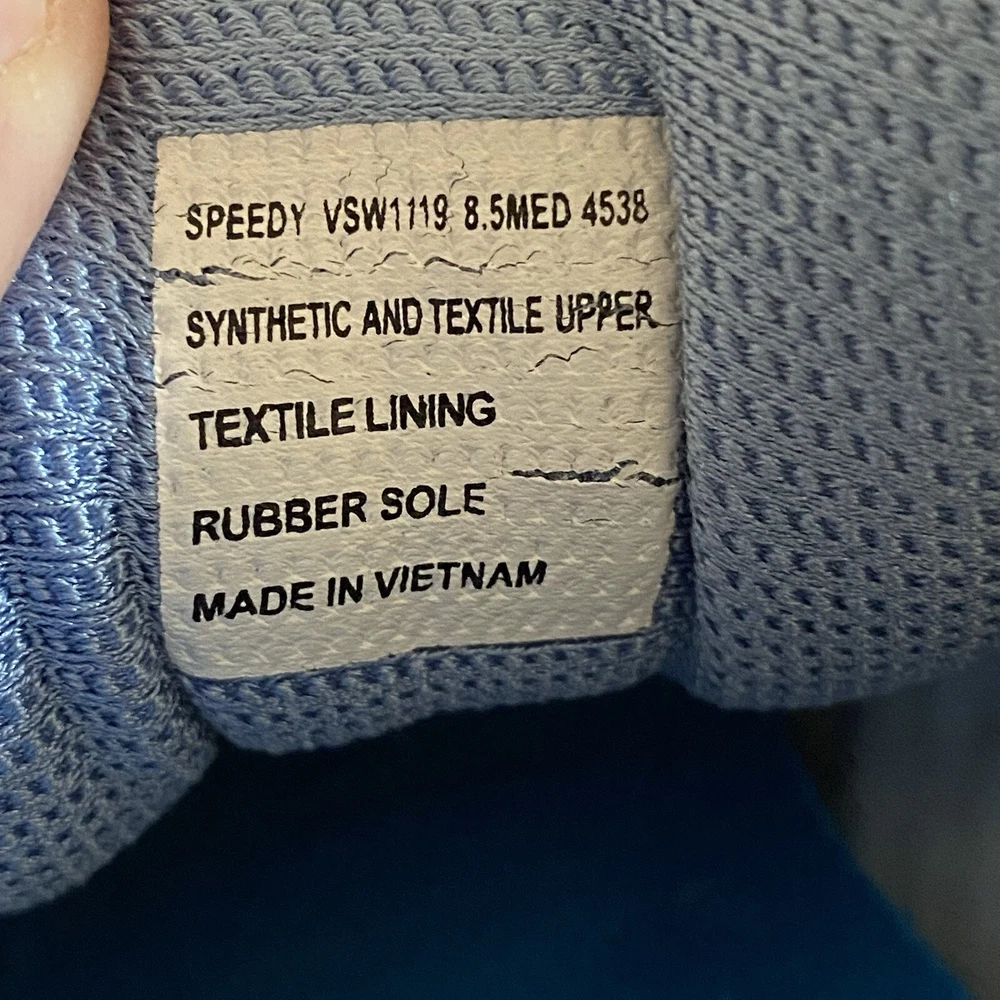 SPEEDY VSW1119 8.5MED 4538
SYNTHETIC AND TEXTILE UPPER
TEXTILE LINING
RUBBER SOLE
MADE IN VIETNAM